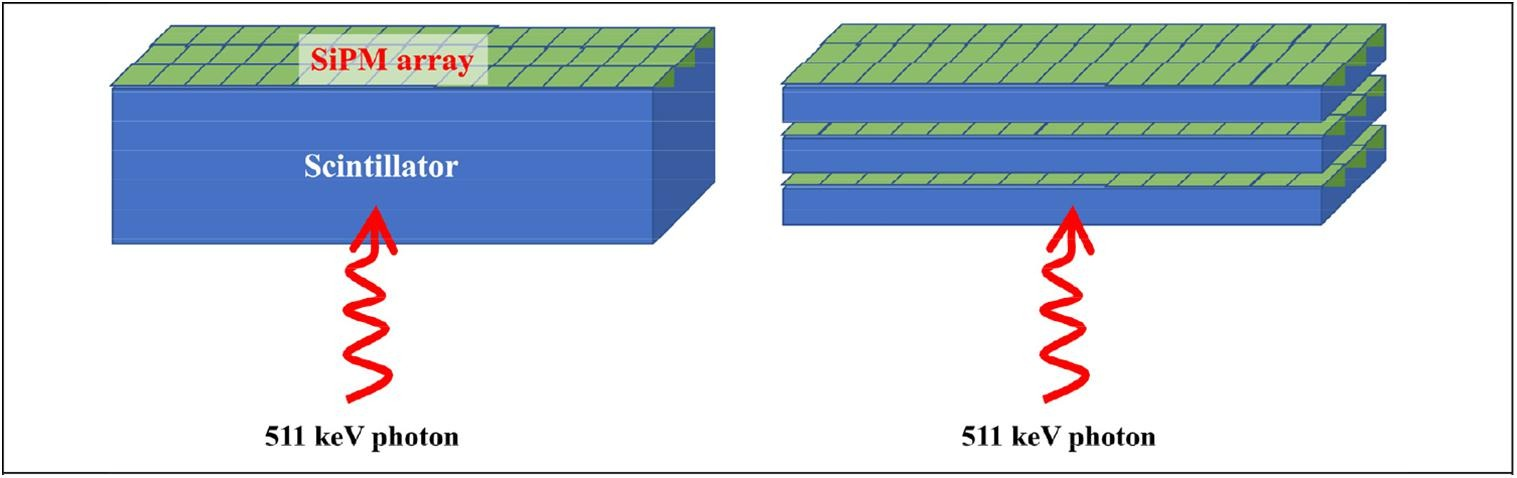 SiPM array
Scintillator
511 keV photon
511 keV photon